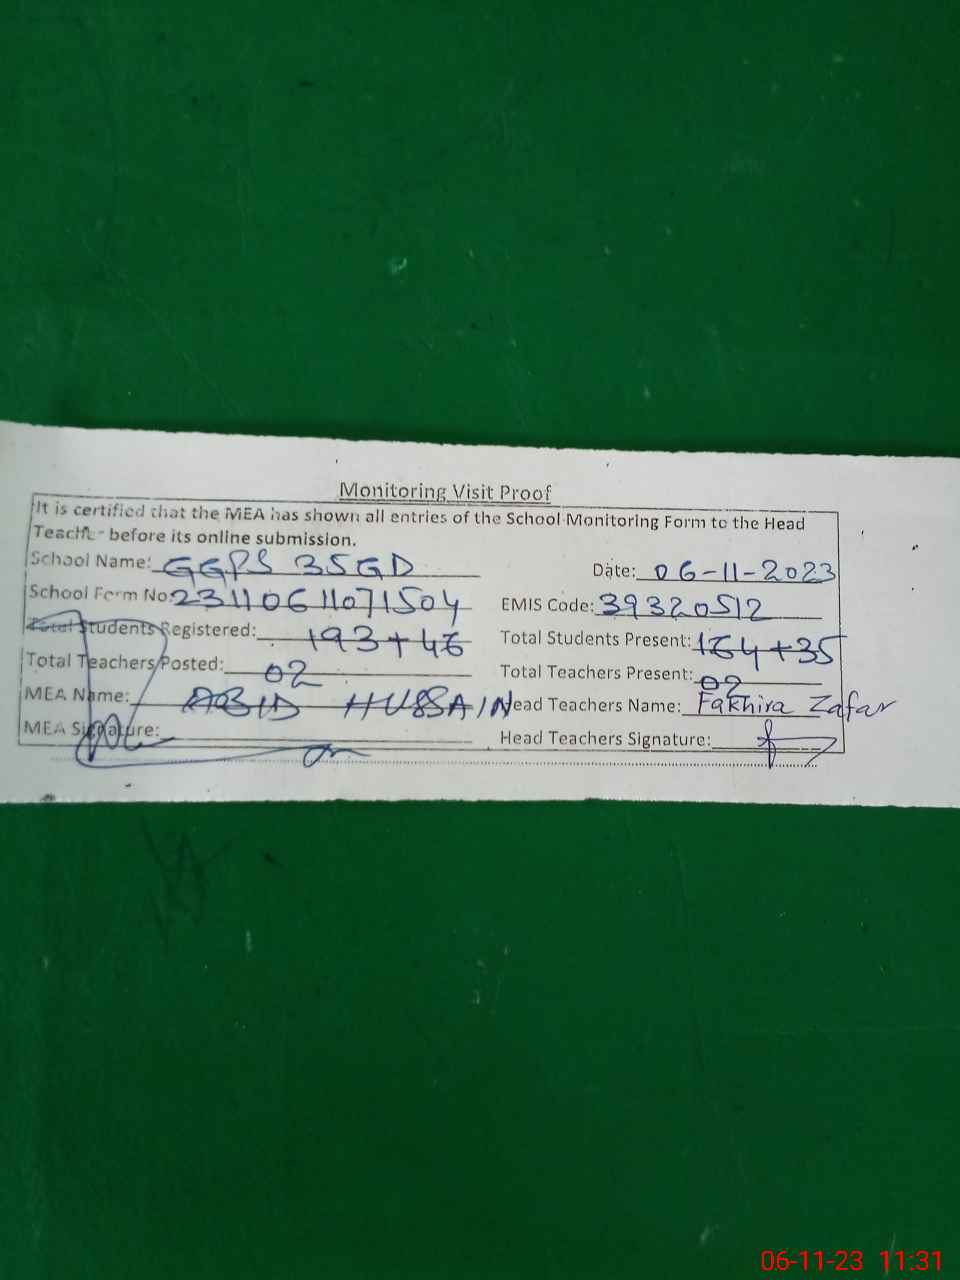 Monitoring Visit Proof
It is certified that the MEA has shown all entries of the School Monitoring Form to the Head
Teacher before its online submission.
School Name: GGPS 35GD Date: 06-11-2023
School Form No: 23110611071504 EMIS Code: 39320512
Total Students Registered: 193+46 Total Students Present: 164+35
Total Teachers Posted: 02 Total Teachers Present: 02
MEA Name: ABID HUSSAIN Head Teachers Name: Fakhira Zafar
MEA Signature: Head Teachers Signature:
06-11-23 11:31